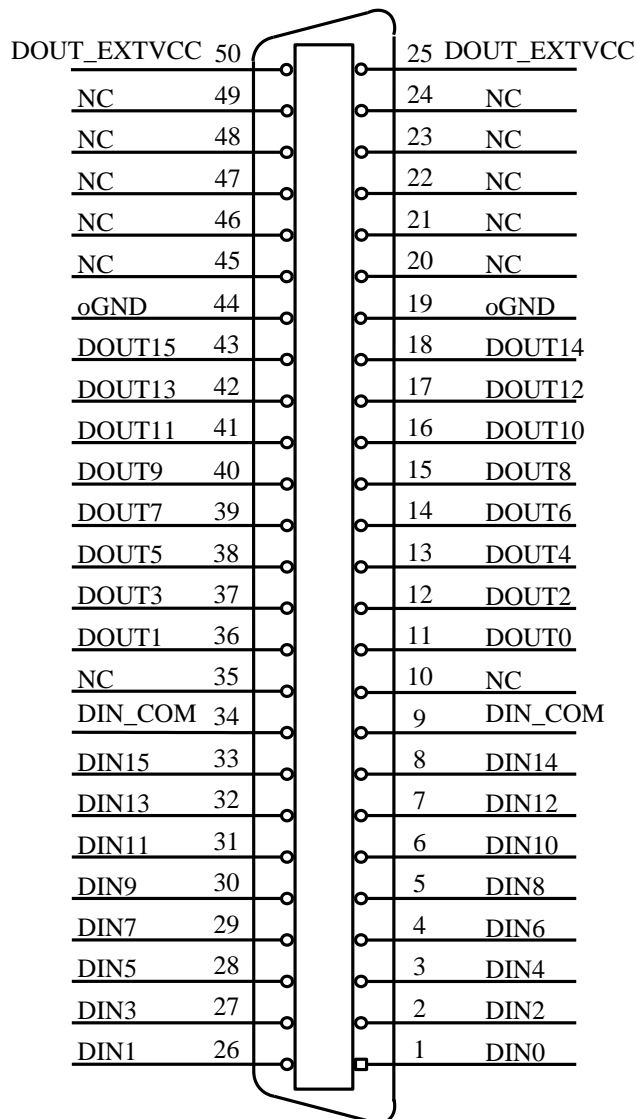 DOUT_EXTVCC 50 25 DOUT_EXTVCC
NC 49 24 NC
NC 48 23 NC
NC 47 22 NC
NC 46 21 NC
NC 45 20 NC
oGND 44 19 oGND
DOUT15 43 18 DOUT14
DOUT13 42 17 DOUT12
DOUT11 41 16 DOUT10
DOUT9 40 15 DOUT8
DOUT7 39 14 DOUT6
DOUT5 38 13 DOUT4
DOUT3 37 12 DOUT2
DOUT1 36 11 DOUT0
NC 35 10 NC
DIN_COM 34 9 DIN_COM
DIN15 33 8 DIN14
DIN13 32 7 DIN12
DIN11 31 6 DIN10
DIN9 30 5 DIN8
DIN7 29 4 DIN6
DIN5 28 3 DIN4
DIN3 27 2 DIN2
DIN1 26 1 DIN0